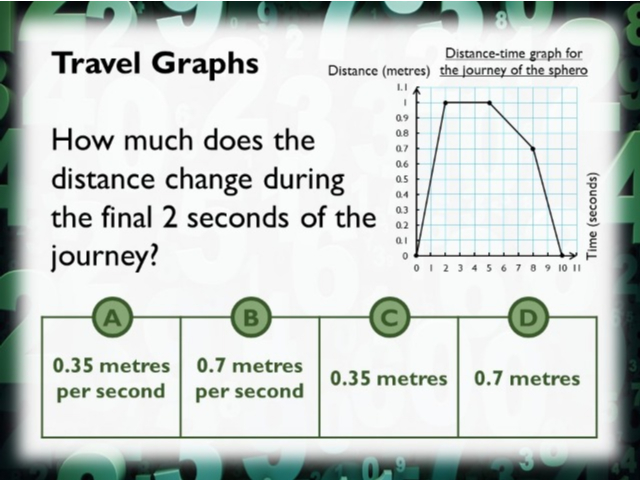 Travel Graphs
Distance-time graph for
the journey of the sphero
Distance (metres)
How much does the
distance change during
the final 2 seconds of the
journey?
1.1
1
0.9
0.8
0.7
0.6
0.5
0.4
0.3
0.2
0.1
0
0 1 2 3 4 5 6 7 8 9 10 11
Time (seconds)
A
0.35 metres
per second
B
0.7 metres
per second
C
0.35 metres
D
0.7 metres